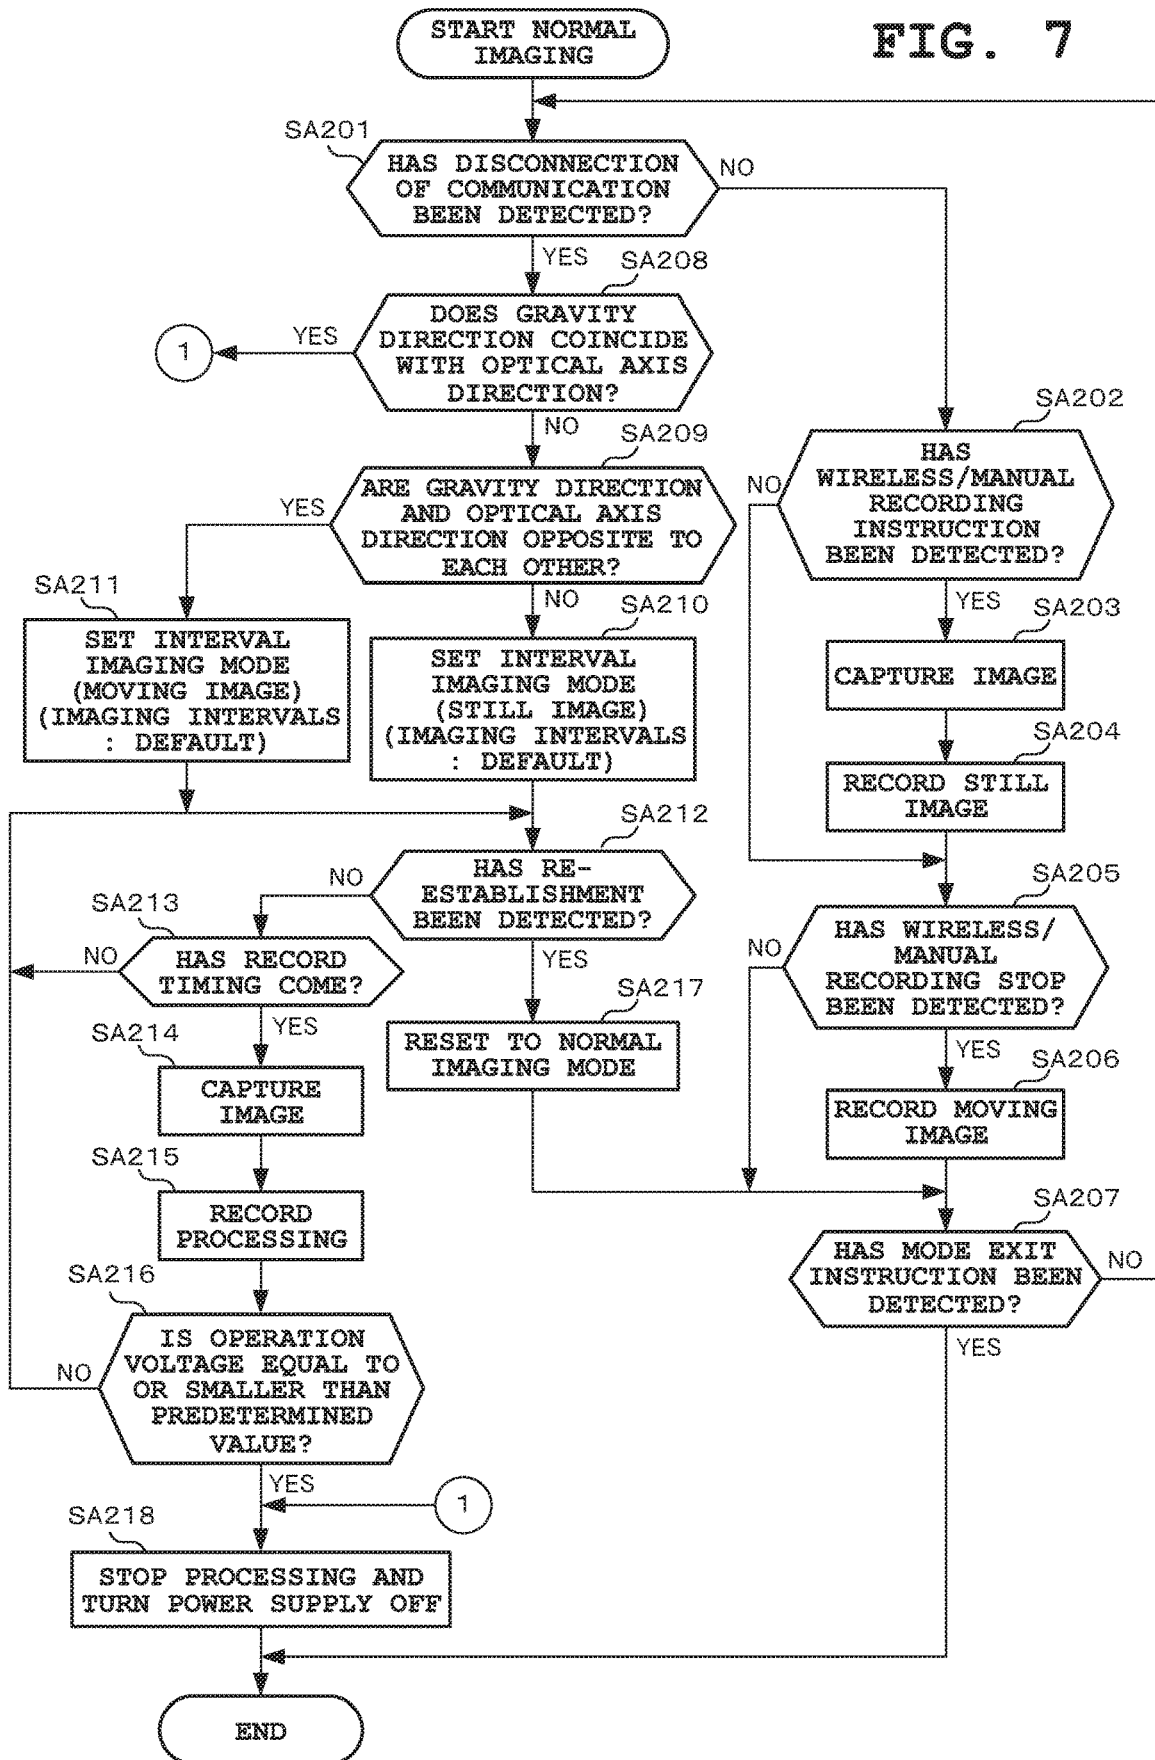 FIG. 7
START NORMAL
IMAGING
SA201
HAS DISCONNECTION
OF COMMUNICATION
BEEN DETECTED?
NO
YES
SA208
DOES GRAVITY
DIRECTION COINCIDE
WITH OPTICAL AXIS
DIRECTION?
YES
1
NO
SA209
ARE GRAVITY DIRECTION
AND OPTICAL AXIS
DIRECTION OPPOSITE TO
EACH OTHER?
YES
NO
SA211
SET INTERVAL
IMAGING MODE
(MOVING IMAGE)
(IMAGING INTERVALS
: DEFAULT)
SA210
SET INTERVAL
IMAGING MODE
(STILL IMAGE)
(IMAGING INTERVALS
: DEFAULT)
SA202
HAS
WIRELESS/MANUAL
RECORDING
INSTRUCTION
BEEN DETECTED?
NO
YES
SA203
CAPTURE IMAGE
SA204
RECORD STILL
IMAGE
SA212
HAS RE-
ESTABLISHMENT
BEEN DETECTED?
NO
YES
SA213
HAS RECORD
TIMING COME?
NO
YES
SA217
RESET TO NORMAL
IMAGING MODE
SA205
HAS WIRELESS/
MANUAL
RECORDING STOP
BEEN DETECTED?
NO
YES
SA206
RECORD MOVING
IMAGE
SA214
CAPTURE
IMAGE
SA215
RECORD
PROCESSING
SA207
HAS MODE EXIT
INSTRUCTION BEEN
DETECTED?
NO
YES
SA216
IS OPERATION
VOLTAGE EQUAL TO
OR SMALLER THAN
PREDETERMINED
VALUE?
NO
YES
1
SA218
STOP PROCESSING AND
TURN POWER SUPPLY OFF
END